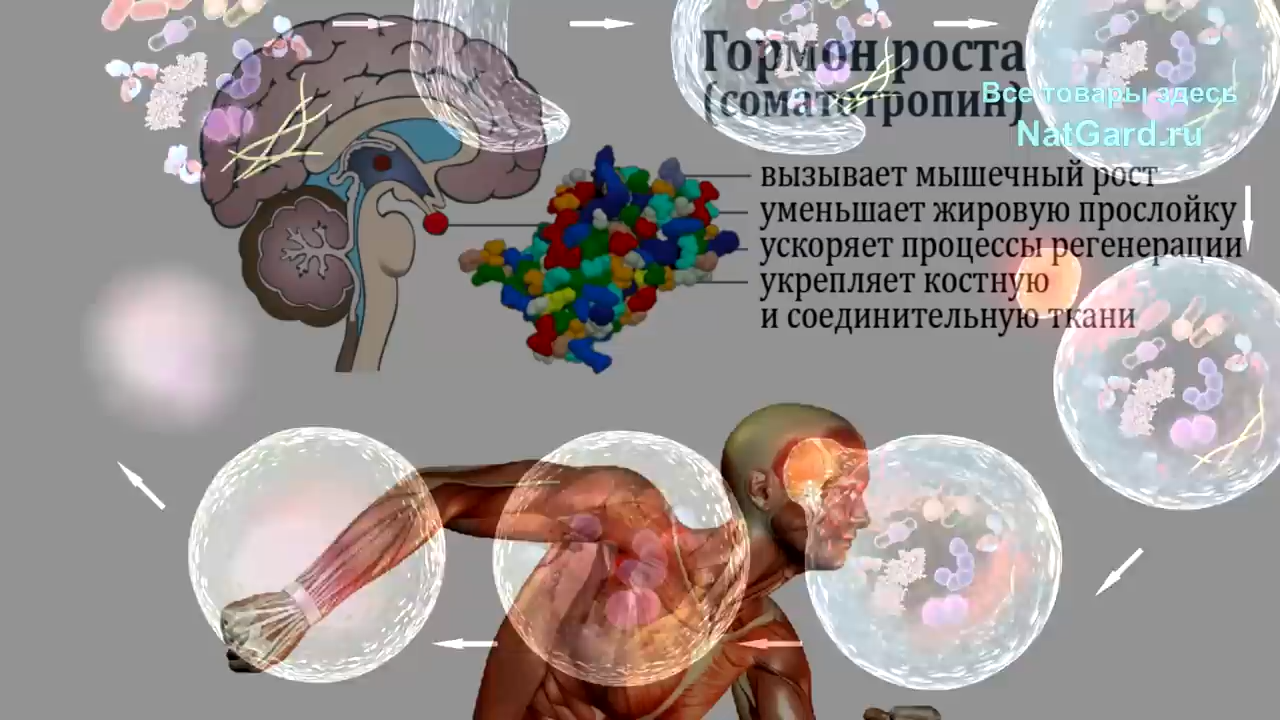 Гормон роста
(соматотропин)
Все товары здесь
NatGard.ru
вызывает мышечный рост
уменьшает жировую прослойку
ускоряет процессы регенерации
укрепляет костную
и соединительную ткани